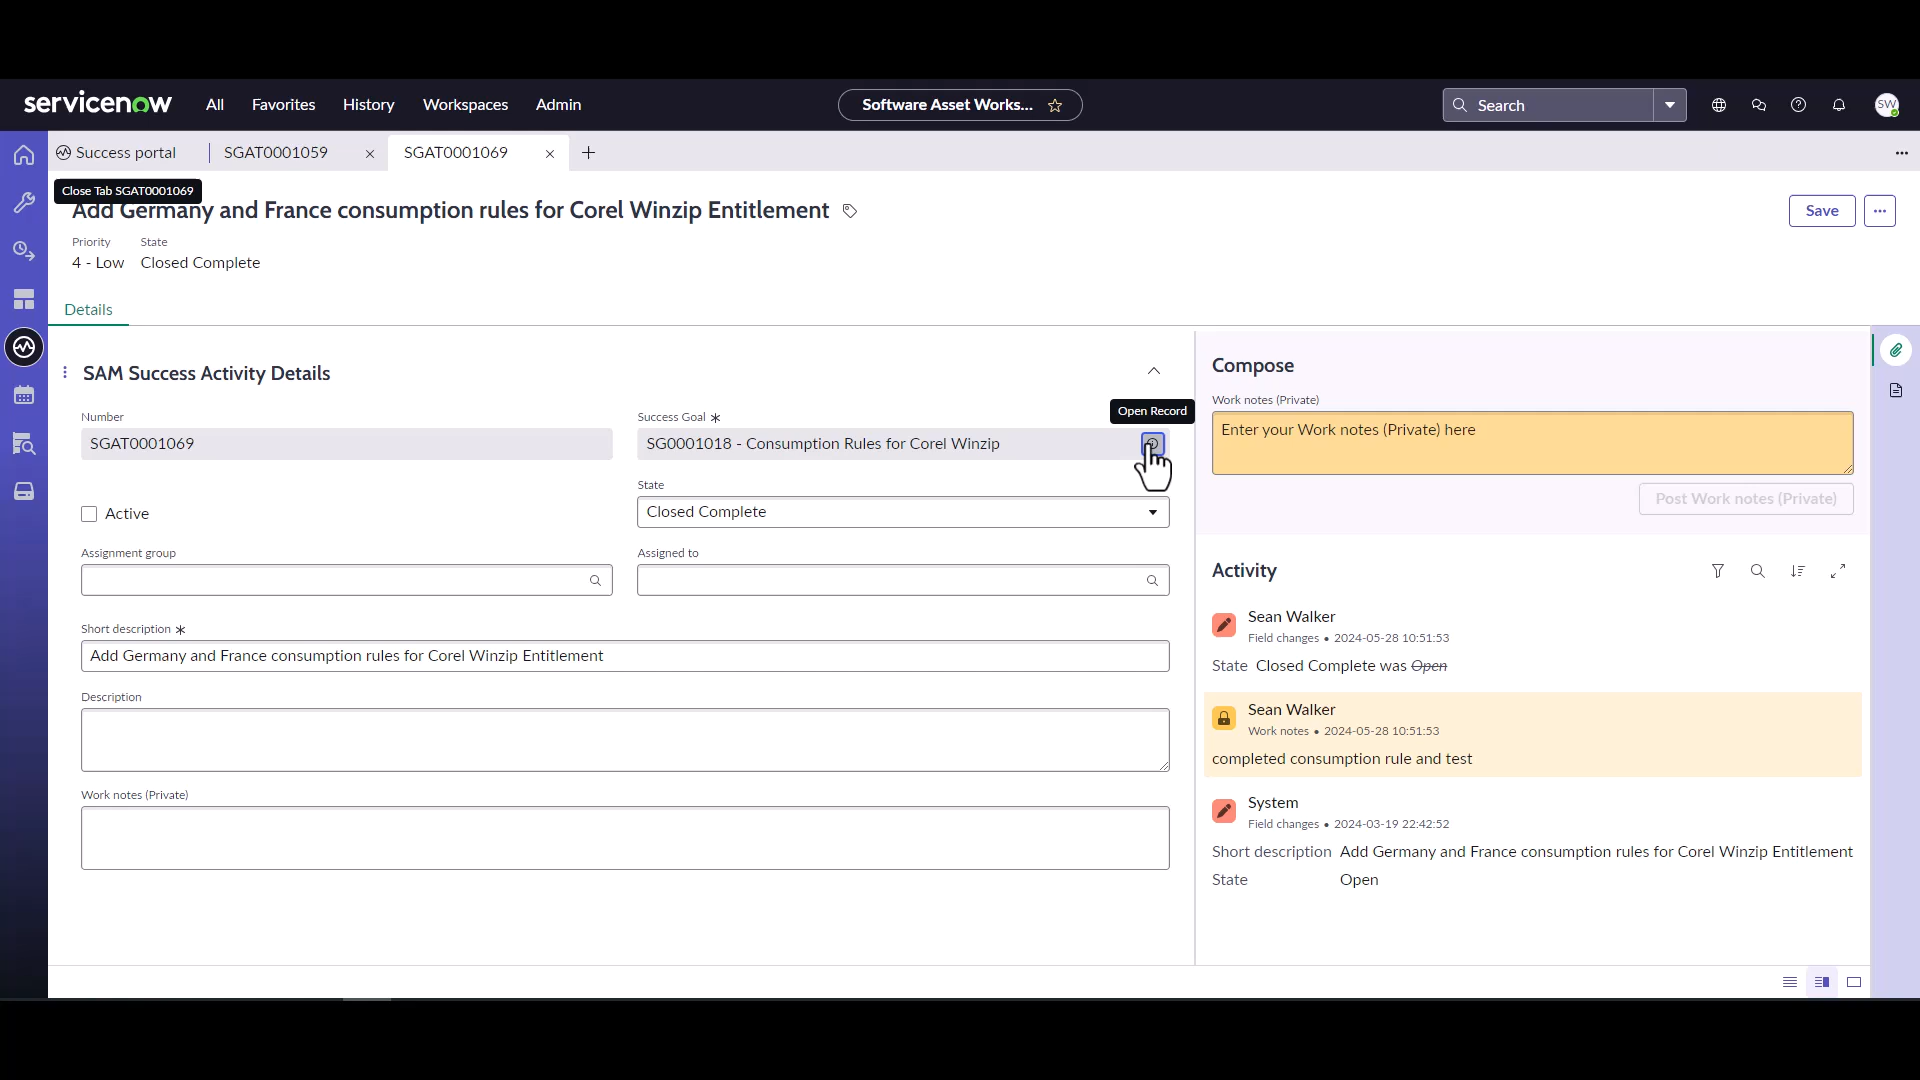 servicenow
All
Favorites
History
Workspaces
Admin
Software Asset Works...
Search
SW
Success portal
SGAT0001059
SGAT0001069
Close Tab SGAT0001069
Add Germany and France consumption rules for Corel Winzip Entitlement
Save
Priority
State
4 - Low
Closed Complete
Details
SAM Success Activity Details
Open Record
Number
SGAT0001069
Success Goal *
SG0001018 - Consumption Rules for Corel Winzip
State
Closed Complete
Active
Assignment group
Assigned to
Short description *
Add Germany and France consumption rules for Corel Winzip Entitlement
Description
Work notes (Private)
Compose
Work notes (Private)
Enter your Work notes (Private) here
Post Work notes (Private)
Activity
Sean Walker
Field changes • 2024-05-28 10:51:53
State Closed Complete was Open
Sean Walker
Work notes • 2024-05-28 10:51:53
completed consumption rule and test
System
Field changes • 2024-03-19 22:42:52
Short description Add Germany and France consumption rules for Corel Winzip Entitlement
State Open